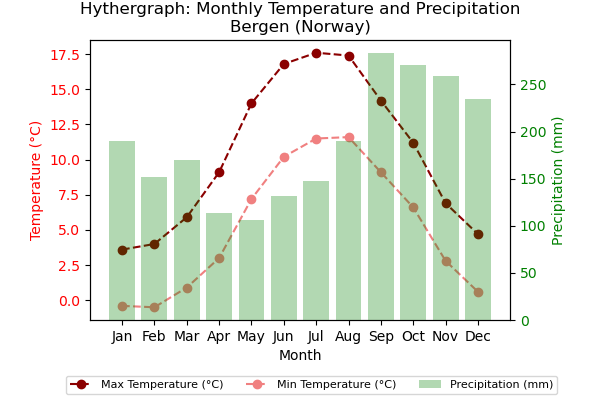 Hythergraph: Monthly Temperature and Precipitation
Bergen (Norway)
Temperature (°C)
17.5
15.0
12.5
10.0
7.5
5.0
2.5
0.0
250
200
150
100
50
0
Precipitation (mm)
Jan Feb Mar Apr May Jun Jul Aug Sep Oct Nov Dec
Month
Max Temperature (°C) Min Temperature (°C) Precipitation (mm)